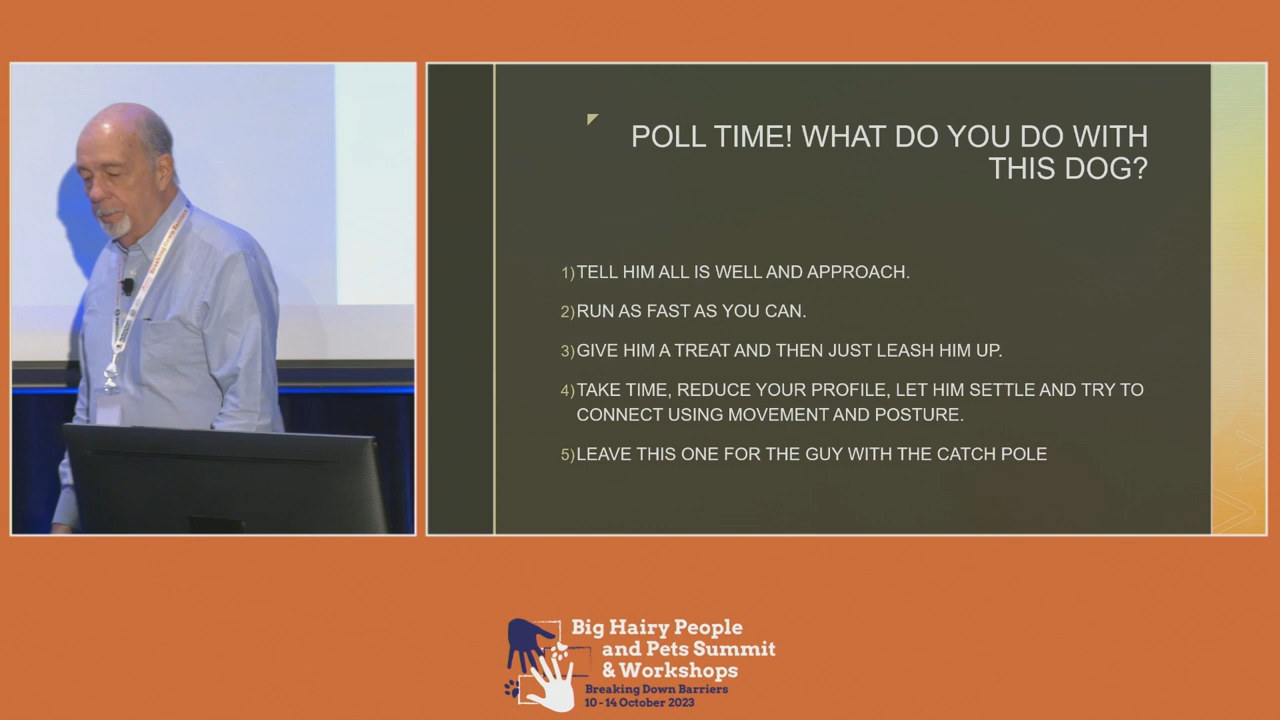 POLL TIME! WHAT DO YOU DO WITH
THIS DOG?
1) TELL HIM ALL IS WELL AND APPROACH.
2) RUN AS FAST AS YOU CAN.
3) GIVE HIM A TREAT AND THEN JUST LEASH HIM UP.
4) TAKE TIME, REDUCE YOUR PROFILE, LET HIM SETTLE AND TRY TO
CONNECT USING MOVEMENT AND POSTURE.
5) LEAVE THIS ONE FOR THE GUY WITH THE CATCH POLE
Breaking Down Barriers
Big Hairy People
and Pets Summit
& Workshops
Breaking Down Barriers
10 - 14 October 2023